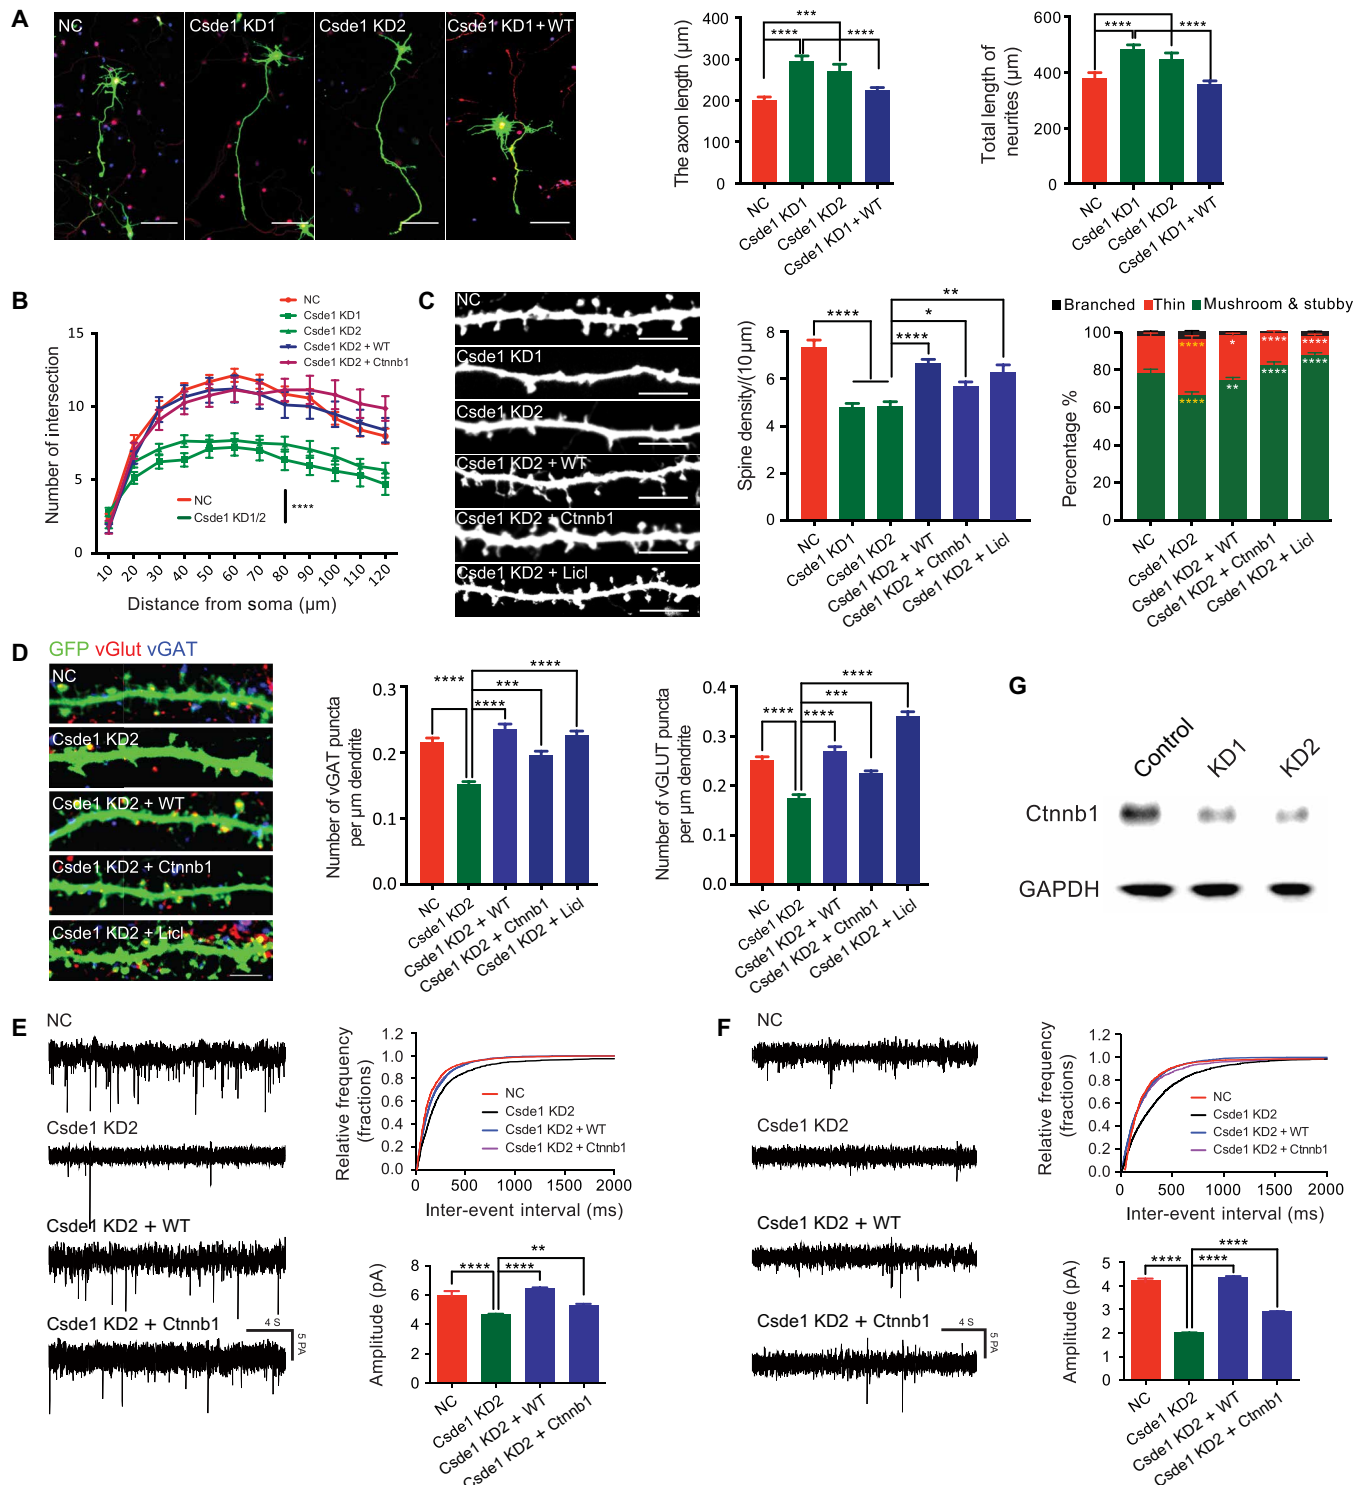 A
NC
Csde1 KD1
Csde1 KD2
Csde1 KD1 + WT
The axon length (µm)
400
300
200
100
0
***
****
****
NC
Csde1 KD1
Csde1 KD2
Csde1 KD1 + WT
Total length of
neurites (µm)
600
400
200
0
****
****
NC
Csde1 KD1
Csde1 KD2
Csde1 KD1 + WT
B
NC
Csde1 KD1
Csde1 KD2
Csde1 KD2 + WT
Csde1 KD2 + Ctnnb1
Number of intersection
15
10
5
0
NC
Csde1 KD1/2
****
10 20 30 40 50 60 70 80 90 100 110 120
Distance from soma (µm)
C
NC
Csde1 KD1
Csde1 KD2
Csde1 KD2 + WT
Csde1 KD2 + Ctnnb1
Csde1 KD2 + Licl
Spine density/(10 µm)
8
6
4
2
0
****
****
*
**
NC
Csde1 KD1
Csde1 KD2
Csde1 KD2 + WT
Csde1 KD2 + Ctnnb1
Csde1 KD2 + Licl
Branched Thin Mushroom & stubby
Percentage %
100
80
60
40
20
0
**** * **** ****
**** ** **** ****
NC
Csde1 KD2
Csde1 KD2 + WT
Csde1 KD2 + Ctnnb1
Csde1 KD2 + Licl
D
GFP vGlut vGAT
NC
Csde1 KD2
Csde1 KD2 + WT
Csde1 KD2 + Ctnnb1
Csde1 KD2 + Licl
Number of vGAT puncta
per µm dendrite
0.3
0.2
0.1
0.0
****
****
***
****
NC
Csde1 KD2
Csde1 KD2 + WT
Csde1 KD2 + Ctnnb1
Csde1 KD2 + Licl
Number of vGLUT puncta
per µm dendrite
0.4
0.3
0.2
0.1
0.0
****
****
***
****
NC
Csde1 KD2
Csde1 KD2 + WT
Csde1 KD2 + Ctnnb1
Csde1 KD2 + Licl
G
Control
KD1
KD2
Ctnnb1
GAPDH
E
NC
Csde1 KD2
Csde1 KD2 + WT
Csde1 KD2 + Ctnnb1
4 S
5 PA
Relative frequency
(fractions)
1.2
1.0
0.8
0.6
0.4
0.2
0.0
NC
Csde1 KD2
Csde1 KD2 + WT
Csde1 KD2 + Ctnnb1
0 500 1000 1500 2000
Inter-event interval (ms)
Amplitude (pA)
8
6
4
2
0
****
****
**
NC
Csde1 KD2
Csde1 KD2 + WT
Csde1 KD2 + Ctnnb1
F
NC
Csde1 KD2
Csde1 KD2 + WT
Csde1 KD2 + Ctnnb1
4 S
5 PA
Relative frequency
(fractions)
1.2
1.0
0.8
0.6
0.4
0.2
0.0
NC
Csde1 KD2
Csde1 KD2 + WT
Csde1 KD2 + Ctnnb1
0 500 1000 1500 2000
Inter-event interval (ms)
Amplitude (pA)
5
4
3
2
1
0
****
****
****
NC
Csde1 KD2
Csde1 KD2 + WT
Csde1 KD2 + Ctnnb1